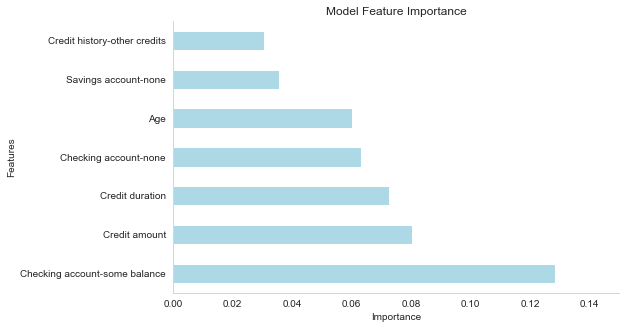 Model Feature Importance
Features
Credit history-other credits
Savings account-none
Age
Checking account-none
Credit duration
Credit amount
Checking account-some balance
0.00 0.02 0.04 0.06 0.08 0.10 0.12 0.14
Importance